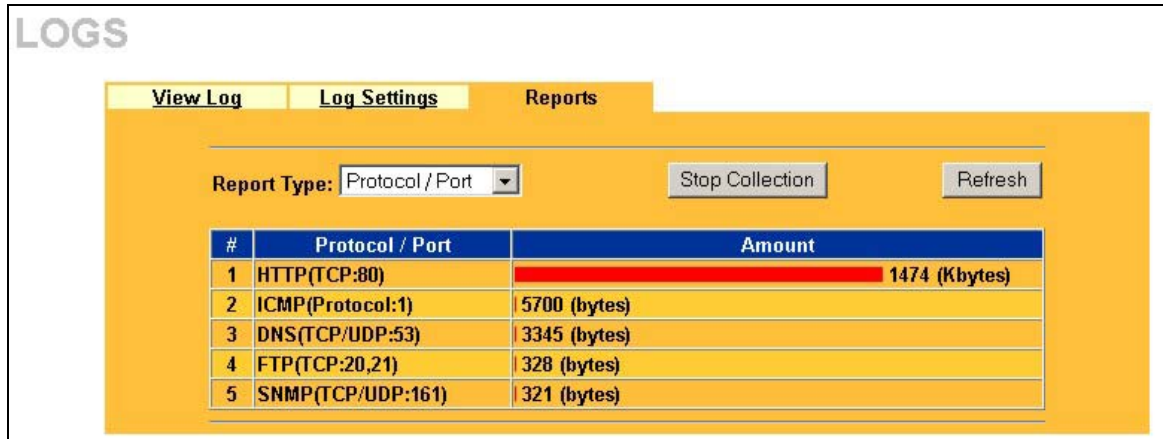 LOGS
View Log Log Settings Reports
Report Type: Protocol / Port Stop Collection Refresh
# Protocol / Port Amount
1 HTTP(TCP:80) 1474 (Kbytes)
2 ICMP(Protocol:1) 5700 (bytes)
3 DNS(TCP/UDP:53) 3345 (bytes)
4 FTP(TCP:20,21) 328 (bytes)
5 SNMP(TCP/UDP:161) 321 (bytes)